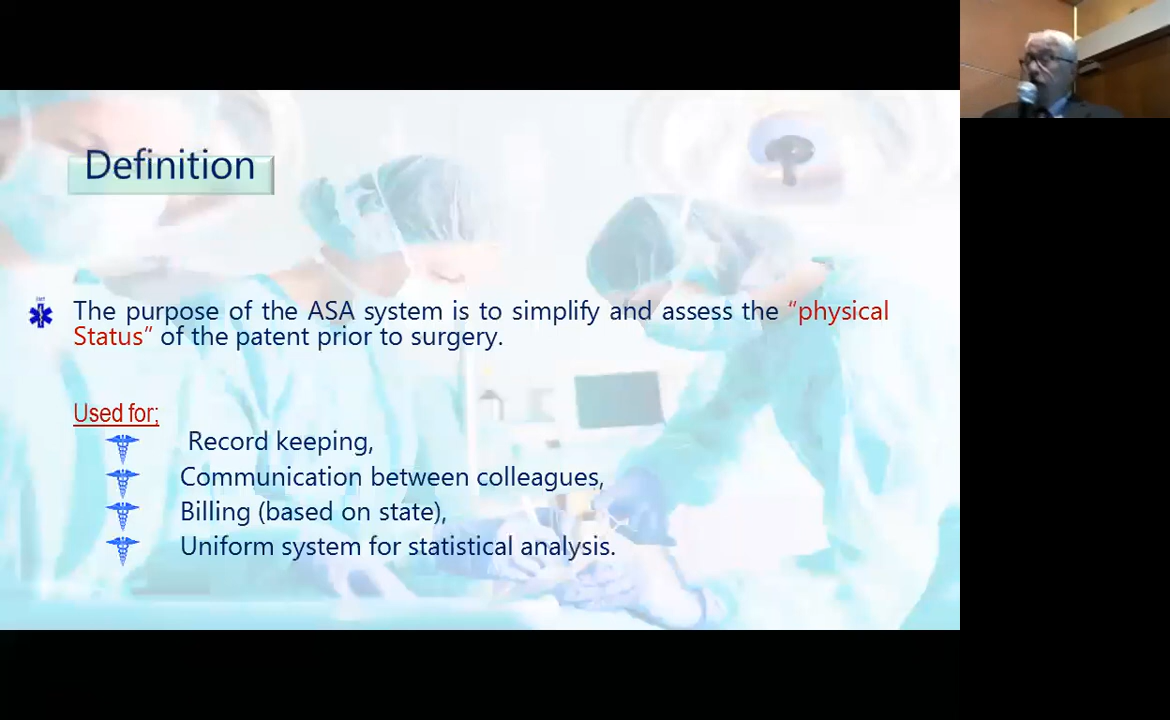 Definition
The purpose of the ASA system is to simplify and assess the “physical
Status” of the patent prior to surgery.
Used for;
Record keeping,
Communication between colleagues,
Billing (based on state),
Uniform system for statistical analysis.